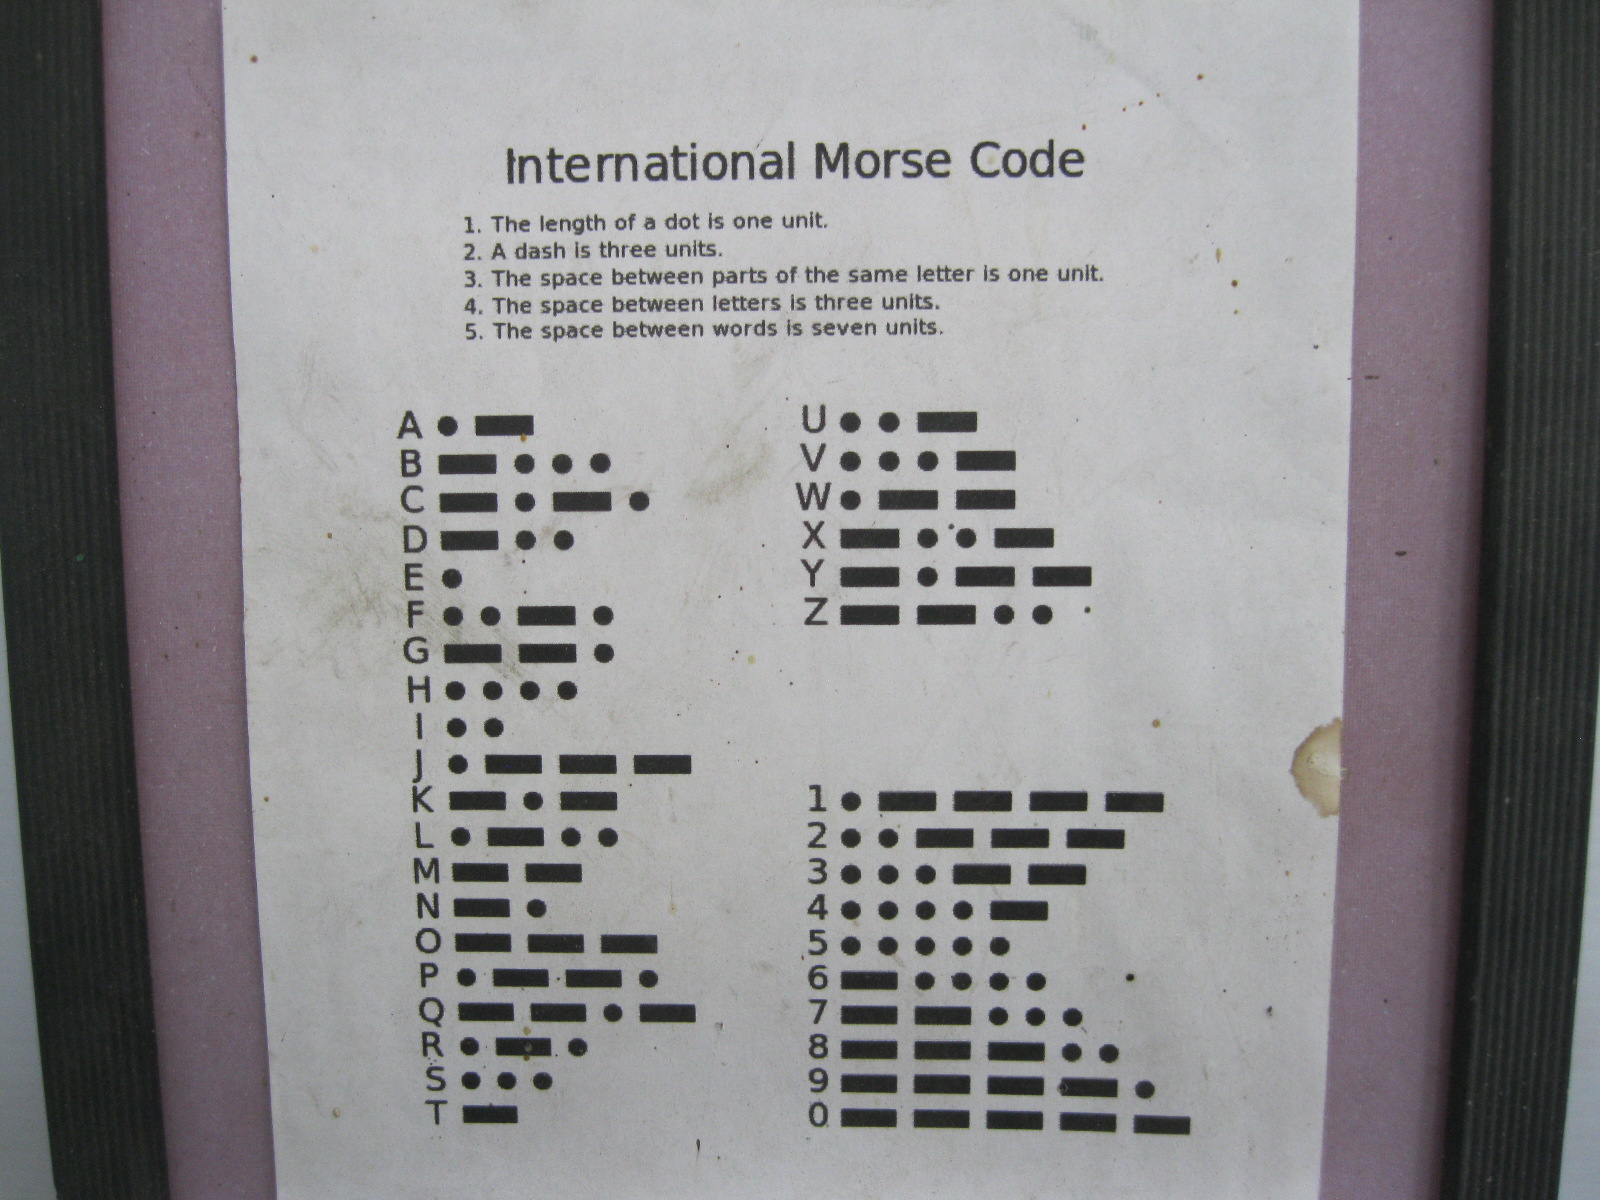 International Morse Code
1. The length of a dot is one unit.
2. A dash is three units.
3. The space between parts of the same letter is one unit.
4. The space between letters is three units.
5. The space between words is seven units.
A • —
B — • • •
C — • — •
D — • •
E •
F • • — •
G — — •
H • • • •
I • •
J • — — —
K — • —
L • — • •
M — —
N — •
O — — —
P • — — •
Q — — • —
R • — •
S • • •
T —
U • • —
V • • • —
W • — —
X — • • —
Y — • — —
Z — — • •
1 • — — — —
2 • • — — —
3 • • • — —
4 • • • • —
5 • • • • •
6 — • • • •
7 — — • • •
8 — — — • •
9 — — — — •
0 — — — — —